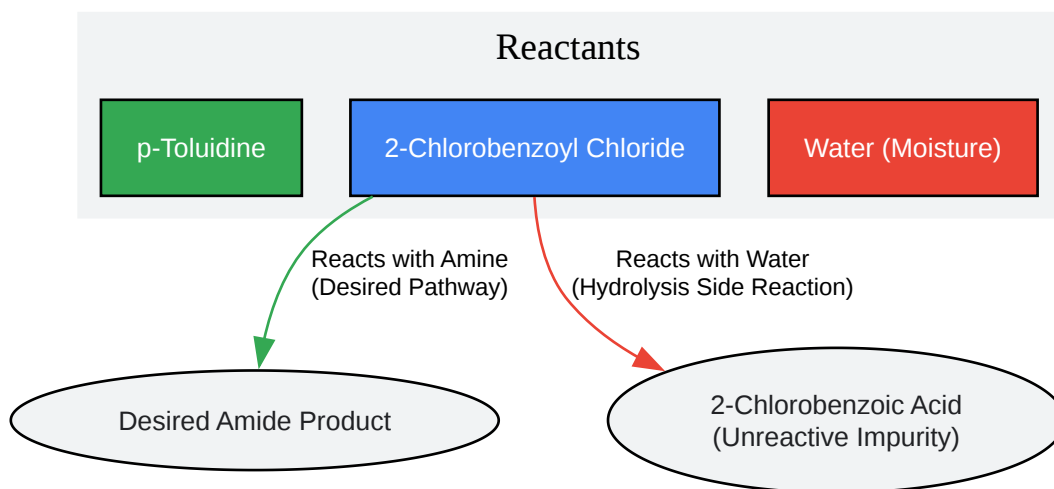 Reactants
p-Toluidine
2-Chlorobenzoyl Chloride
Water (Moisture)
Reacts with Amine
(Desired Pathway)
Reacts with Water
(Hydrolysis Side Reaction)
Desired Amide Product
2-Chlorobenzoic Acid
(Unreactive Impurity)